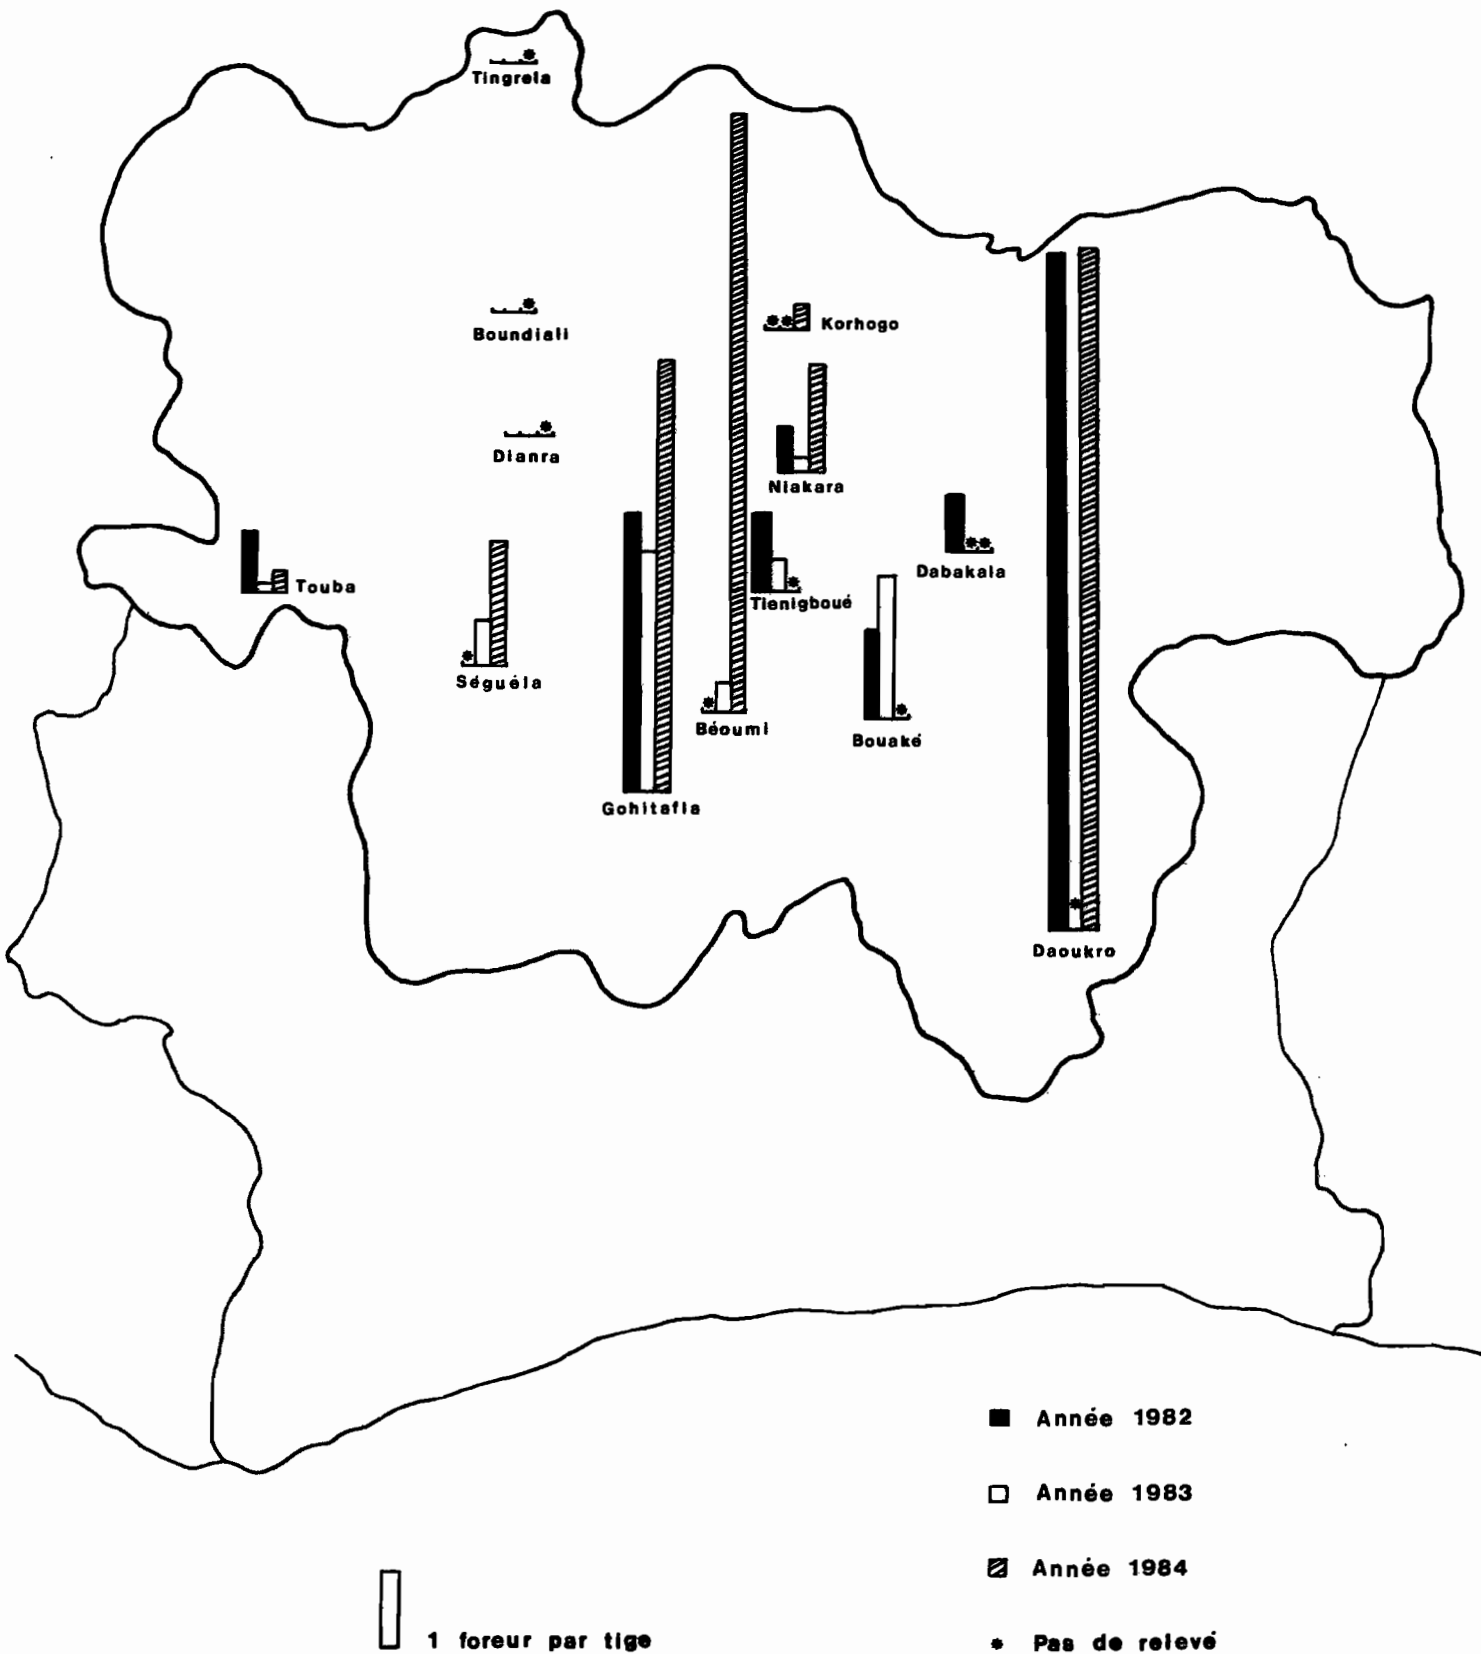 Tingrela
Boundiali
Korhogo
Dianra
Niakara
Dabakala
Touba
Tienigboué
Séguéla
Béoumi
Bouaké
Gohitafla
Daoukro
Année 1982
Année 1983
Année 1984
1 foreur par tige
* Pas de relevé